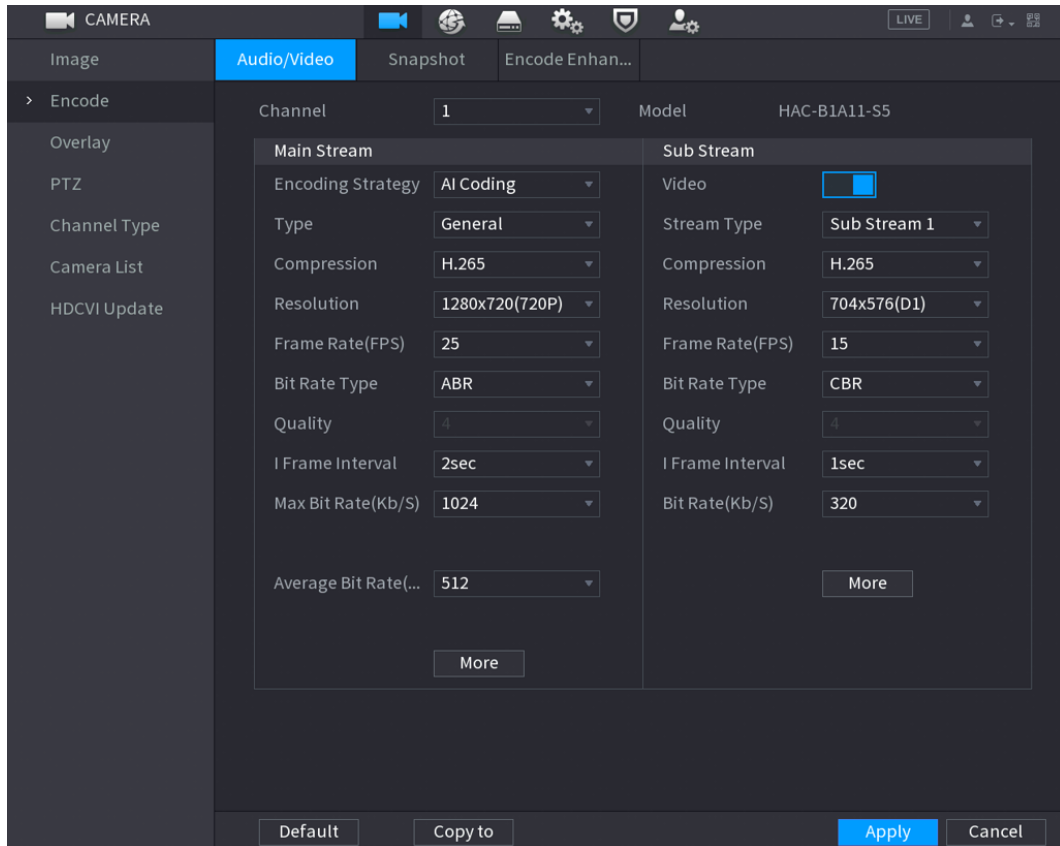 CAMERA LIVE
Image
Encode
Overlay
PTZ
Channel Type
Camera List
HDCVI Update
Audio/Video Snapshot Encode Enhan...
Channel 1 Model HAC-B1A11-S5
Main Stream Sub Stream
Encoding Strategy AI Coding Video
Type General Stream Type Sub Stream 1
Compression H.265 Compression H.265
Resolution 1280x720(720P) Resolution 704x576(D1)
Frame Rate(FPS) 25 Frame Rate(FPS) 15
Bit Rate Type ABR Bit Rate Type CBR
Quality 4 Quality 4
I Frame Interval 2sec I Frame Interval 1sec
Max Bit Rate(Kb/S) 1024 Bit Rate(Kb/S) 320
Average Bit Rate(... 512 More
More
Default Copy to Apply Cancel